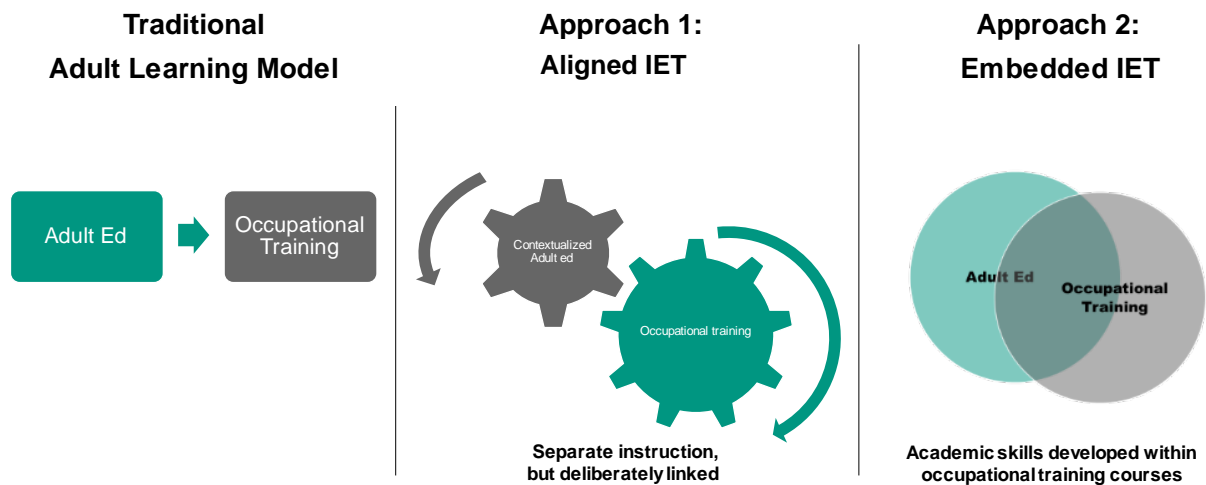 Traditional
Adult Learning Model
Adult Ed
Occupational
Training
Approach 1:
Aligned IET
Contextualized
Adult ed
Occupational training
Separate instruction,
but deliberately linked
Approach 2:
Embedded IET
Adult Ed
Occupational
Training
Academic skills developed within
occupational training courses